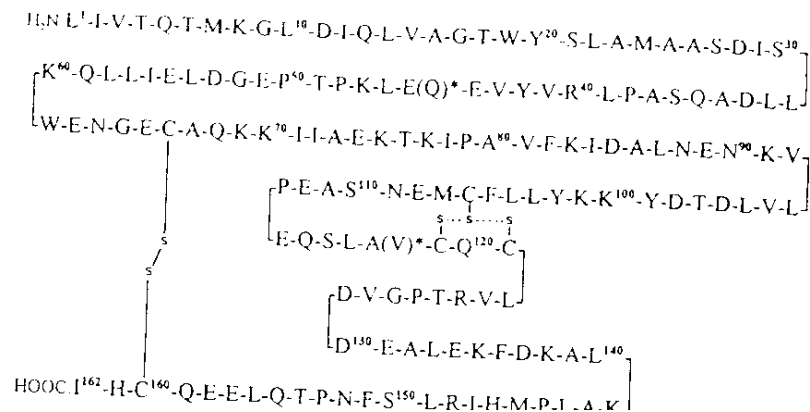 H₂N L¹-I-V-T-Q-T-M-K-G-L¹⁰-D-I-Q-L-V-A-G-T-W-Y²⁰-S-L-A-M-A-A-S-D-I-S³⁰
K⁶⁰-Q-L-L-I-E-L-D-G-E-P⁵⁰-T-P-K-L-E(Q)*-E-V-Y-V-R⁴⁰-L-P-A-S-Q-A-D-L-L
W-E-N-G-E-C-A-Q-K-K⁷⁰-I-I-A-E-K-T-K-I-P-A⁸⁰-V-F-K-I-D-A-L-N-E-N⁹⁰-K-V
P-E-A-S¹¹⁰-N-E-M-C-F-L-L-Y-K-K¹⁰⁰-Y-D-T-D-L-V-L
S...S.....S
E-Q-S-L-A(V)*-C-Q¹²⁰-C
S
S
D-V-G-P-T-R-V-L
D¹³⁰-E-A-L-E-K-F-D-K-A-L¹⁴⁰
HOOC.I¹⁶²-H-C¹⁶⁰-Q-E-E-L-Q-T-P-N-F-S¹⁵⁰-L-R-I-H-M-P-L-A-K